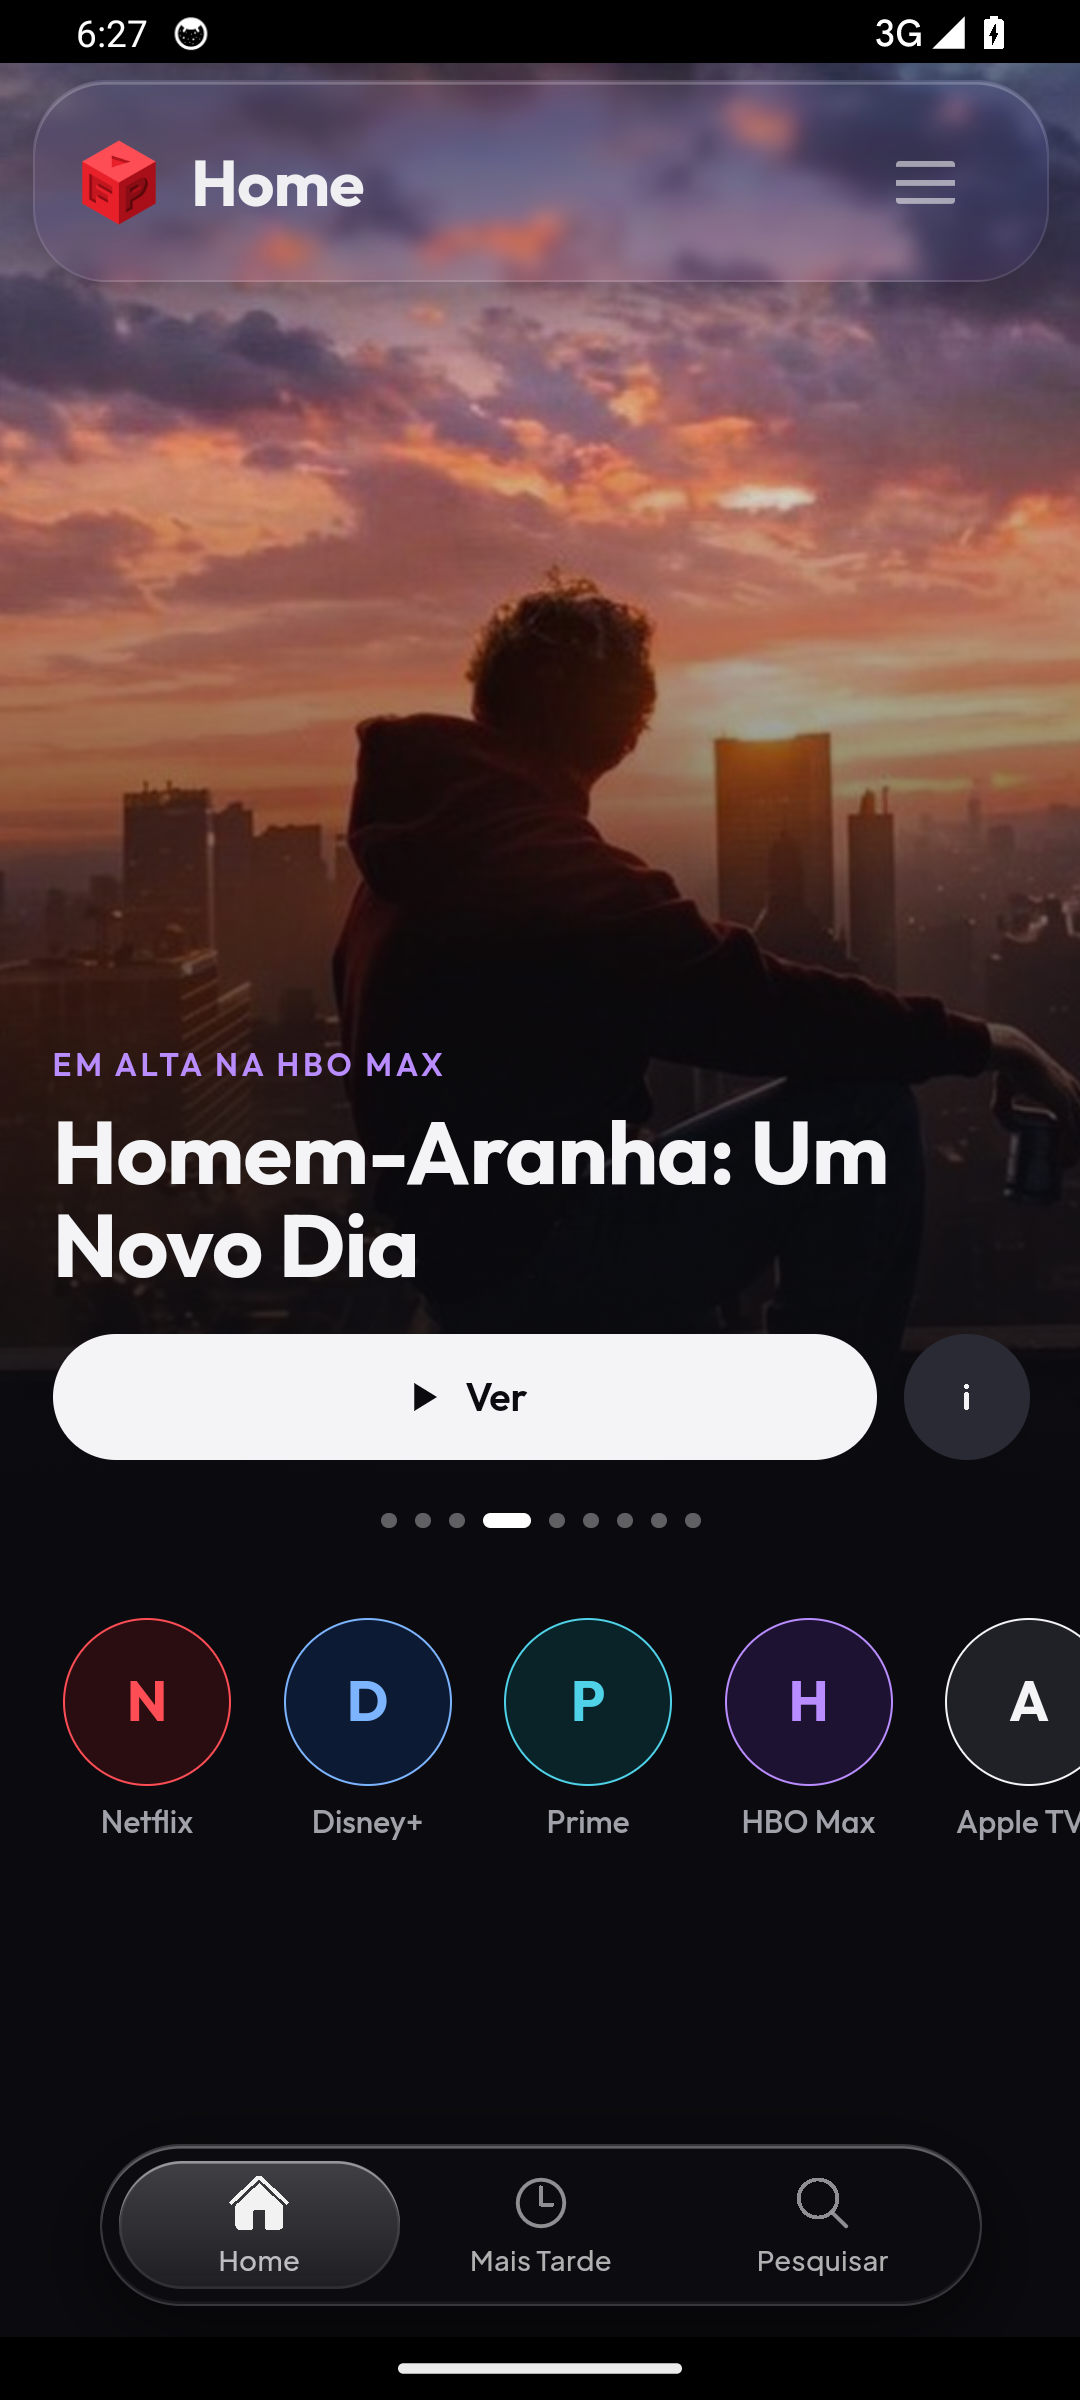 6:27
3G
Home
EM ALTA NA HBO MAX
Homem-Aranha: Um
Novo Dia
Ver
N
D
P
H
A
Netflix
Disney+
Prime
HBO Max
Apple TV
Home
Mais Tarde
Pesquisar